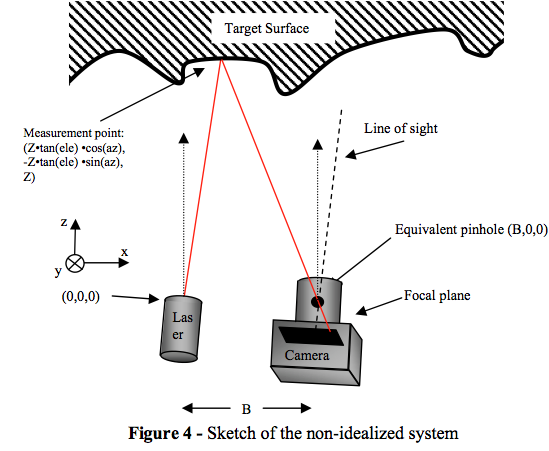 Target Surface
Measurement point:
(Z•tan(ele) •cos(az),
-Z•tan(ele) •sin(az),
Z)
Line of sight
z
x
y
Equivalent pinhole (B,0,0)
(0,0,0)
Focal plane
Las
er
Camera
B
Figure 4 - Sketch of the non-idealized system